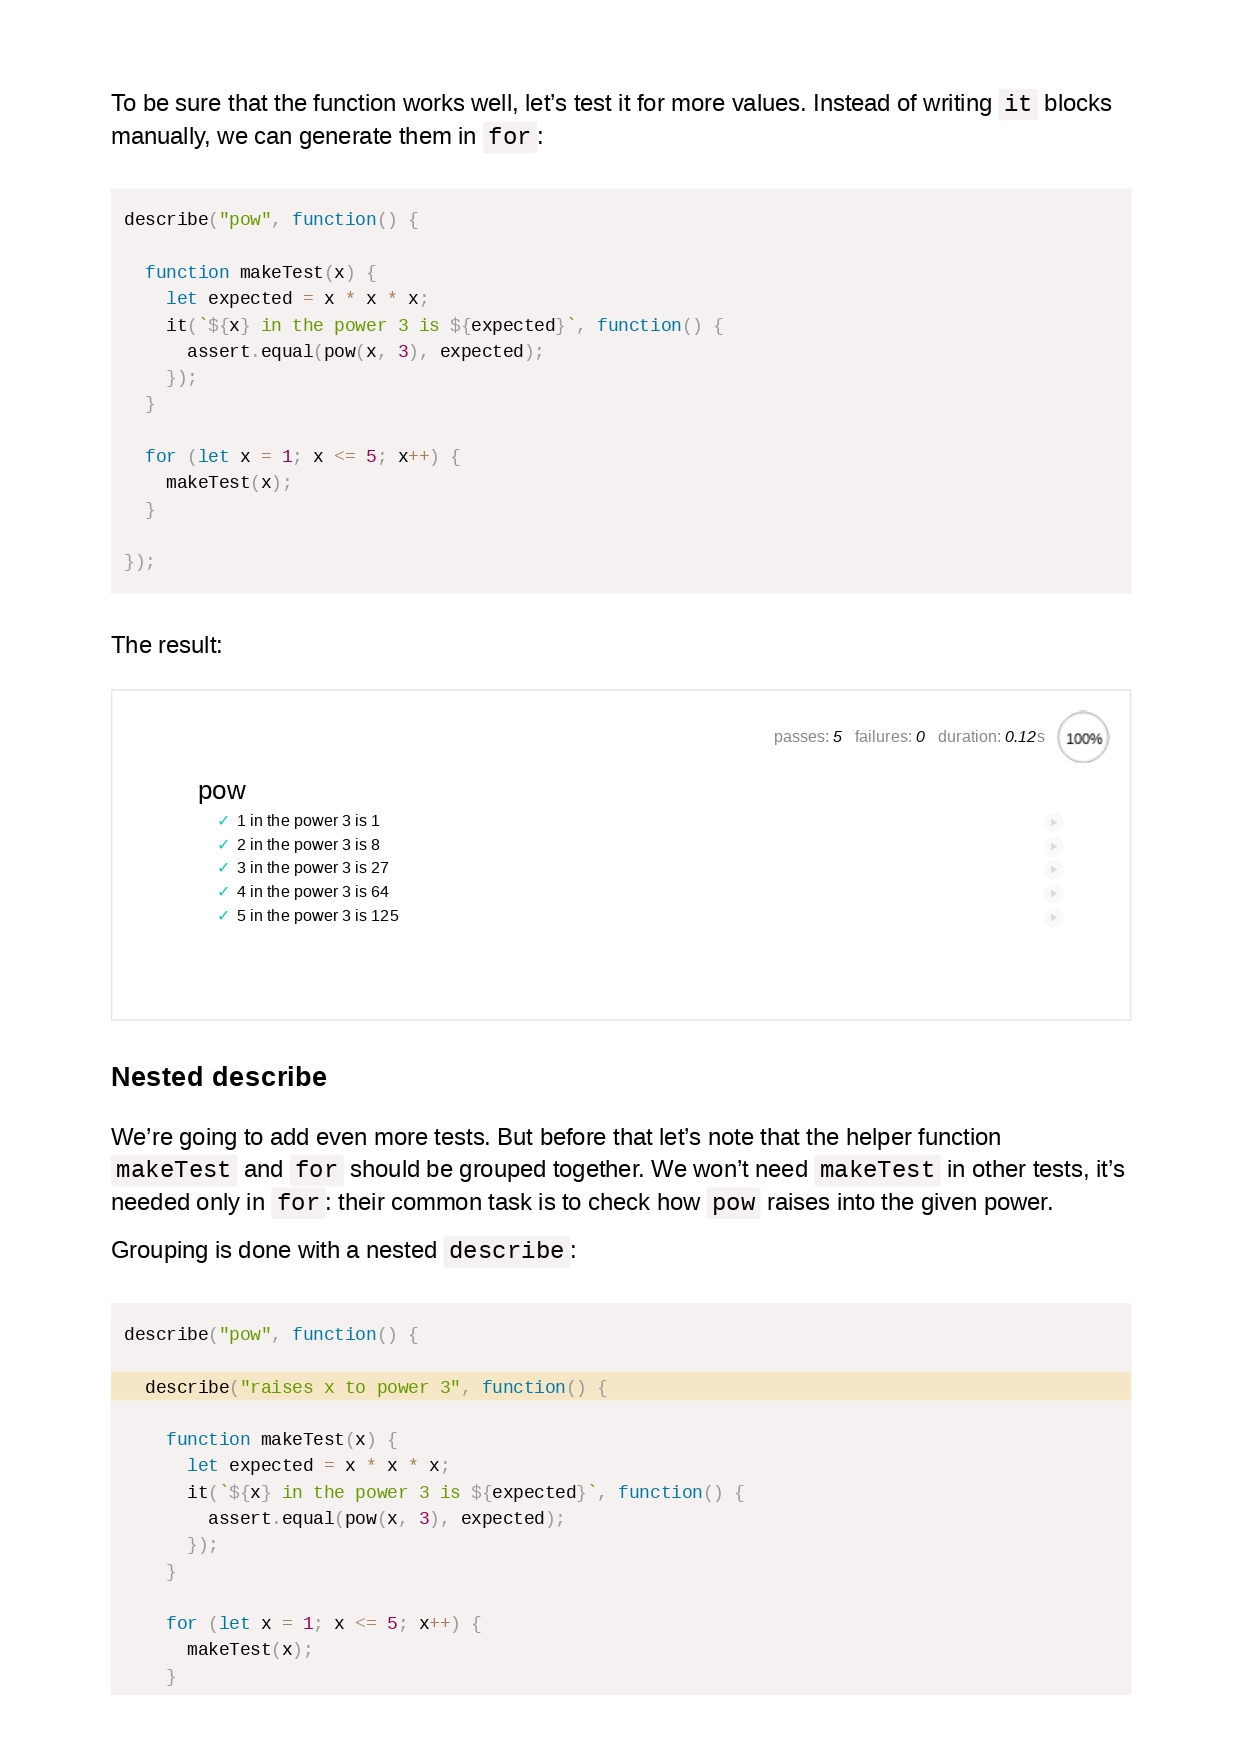 To be sure that the function works well, let’s test it for more values. Instead of writing it blocks
manually, we can generate them in for:
describe("pow", function() {
  function makeTest(x) {
    let expected = x * x * x;
    it(`${x} in the power 3 is ${expected}`, function() {
      assert.equal(pow(x, 3), expected);
    });
  }
  for (let x = 1; x <= 5; x++) {
    makeTest(x);
  }
});
The result:
passes: 5 failures: 0 duration: 0.12s 100%
pow
✓ 1 in the power 3 is 1
✓ 2 in the power 3 is 8
✓ 3 in the power 3 is 27
✓ 4 in the power 3 is 64
✓ 5 in the power 3 is 125
Nested describe
We’re going to add even more tests. But before that let’s note that the helper function
makeTest and for should be grouped together. We won’t need makeTest in other tests, it’s
needed only in for: their common task is to check how pow raises into the given power.
Grouping is done with a nested describe:
describe("pow", function() {
  describe("raises x to power 3", function() {
    function makeTest(x) {
      let expected = x * x * x;
      it(`${x} in the power 3 is ${expected}`, function() {
        assert.equal(pow(x, 3), expected);
      });
    }
    for (let x = 1; x <= 5; x++) {
      makeTest(x);
    }